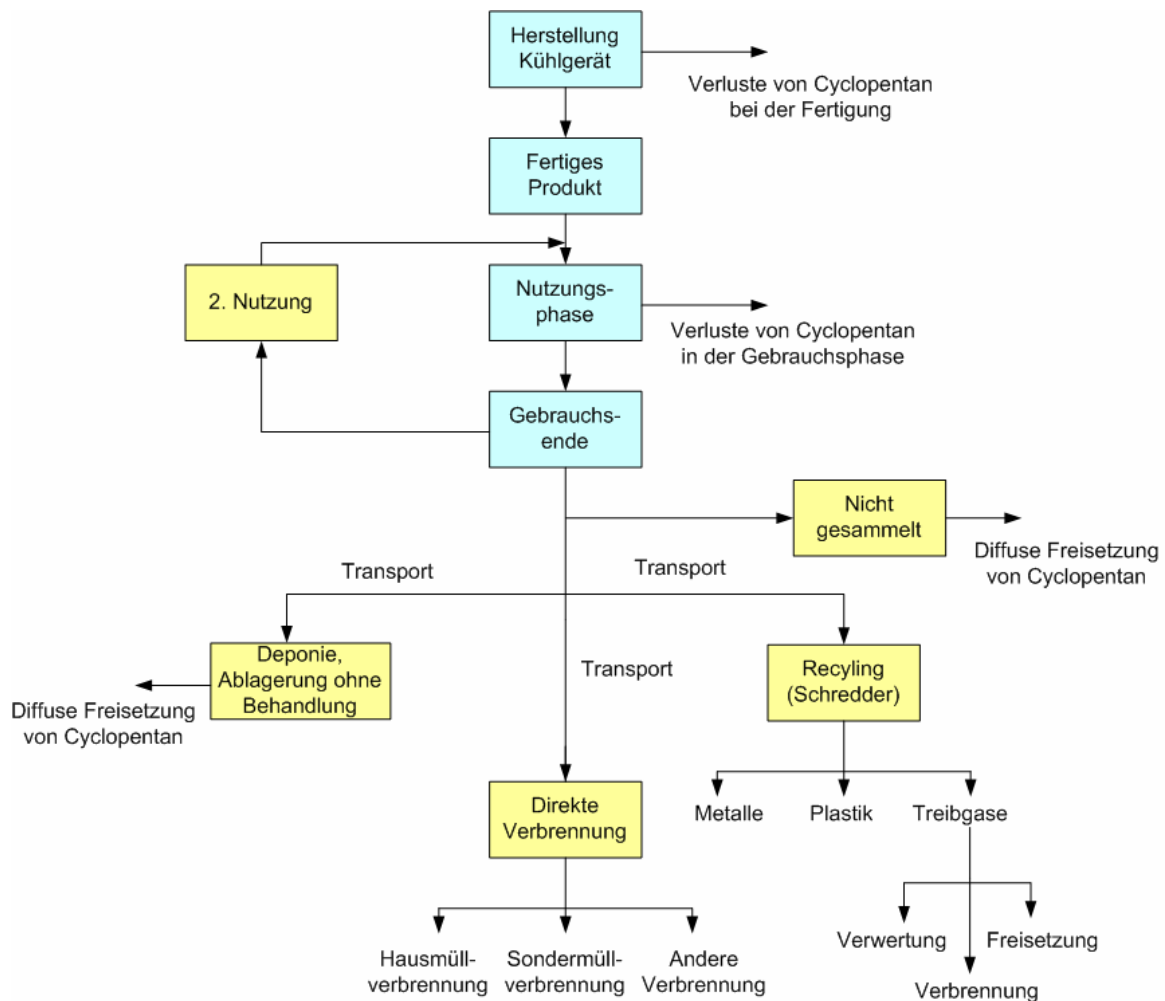 Herstellung
Kühlgerät
Verluste von Cyclopentan
bei der Fertigung
Fertiges
Produkt
2. Nutzung
Nutzungs-
phase
Verluste von Cyclopentan
in der Gebrauchsphase
Gebrauchs-
ende
Nicht
gesammelt
Diffuse Freisetzung
von Cyclopentan
Transport
Transport
Deponie,
Ablagerung ohne
Behandlung
Diffuse Freisetzung
von Cyclopentan
Transport
Recyling
(Schredder)
Direkte
Verbrennung
Metalle
Plastik
Treibgase
Hausmüll-
verbrennung
Sondermüll-
verbrennung
Andere
Verbrennung
Verwertung
Freisetzung
Verbrennung